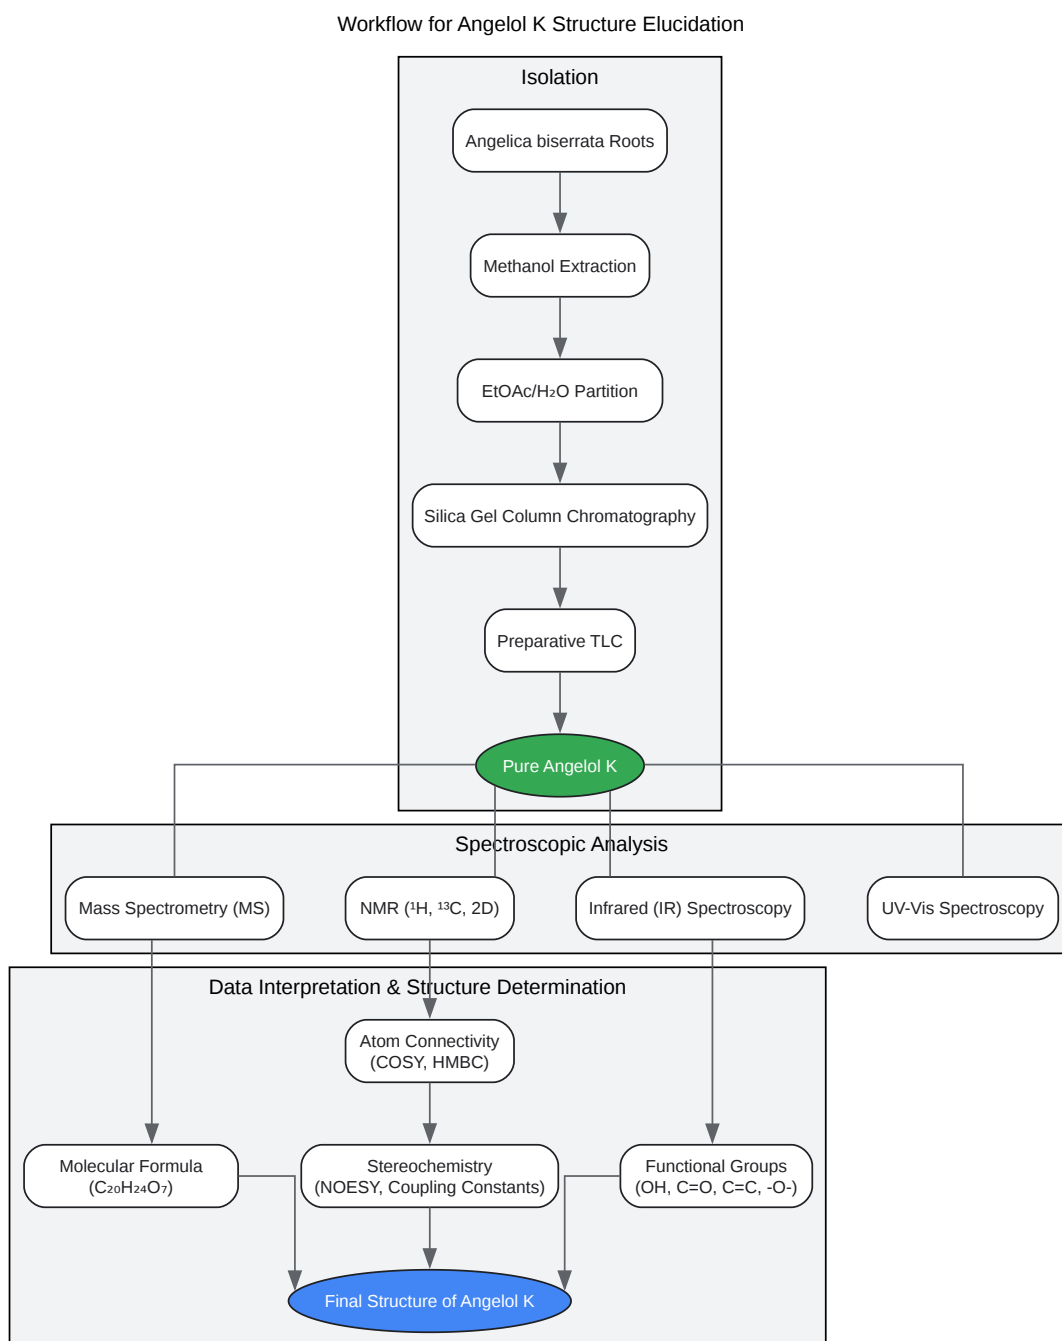 Workflow for Angelol K Structure Elucidation
Isolation
Angelica biserrata Roots
Methanol Extraction
EtOAc/H₂O Partition
Silica Gel Column Chromatography
Preparative TLC
Pure Angelol K
Spectroscopic Analysis
Mass Spectrometry (MS)
NMR (¹H, ¹³C, 2D)
Infrared (IR) Spectroscopy
UV-Vis Spectroscopy
Data Interpretation & Structure Determination
Atom Connectivity
(COSY, HMBC)
Molecular Formula
(C₂₀H₂₄O₇)
Stereochemistry
(NOESY, Coupling Constants)
Functional Groups
(OH, C=O, C=C, -O-)
Final Structure of Angelol K